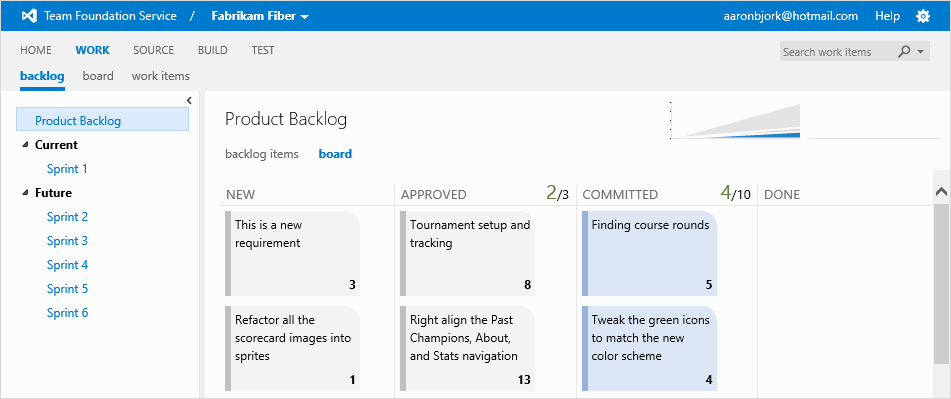 Team Foundation Service / Fabrikam Fiber
aaronbjork@hotmail.com Help
HOME WORK SOURCE BUILD TEST
Search work items
backlog board work items
Product Backlog
Current
Sprint 1
Future
Sprint 2
Sprint 3
Sprint 4
Sprint 5
Sprint 6
Product Backlog
backlog items board
NEW APPROVED 2/3 COMMITTED 4/10 DONE
This is a new
requirement
3
Tournament setup and
tracking
8
Finding course rounds
5
Refactor all the
scorecard images into
sprites
1
Right align the Past
Champions, About,
and Stats navigation
13
Tweak the green icons
to match the new
color scheme
4